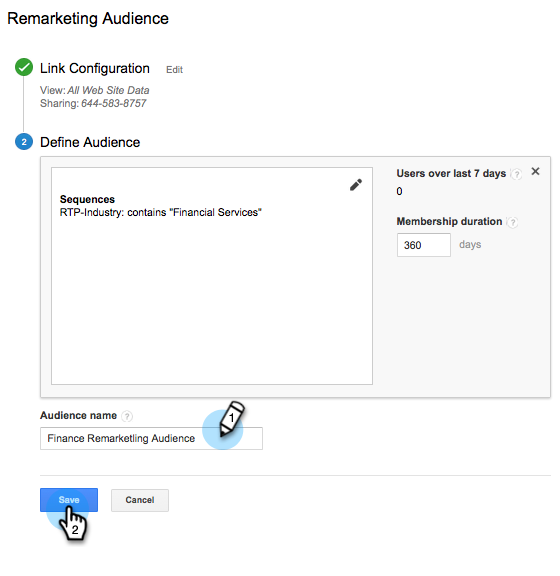 Remarketing Audience
Link Configuration Edit
View: All Web Site Data
Sharing: 644-583-8757
2 Define Audience
Sequences
RTP-Industry: contains "Financial Services"
Users over last 7 days ? ✕
0
Membership duration ?
360 days
Audience name ?
Finance Remarketling Audience
1
Save Cancel
2